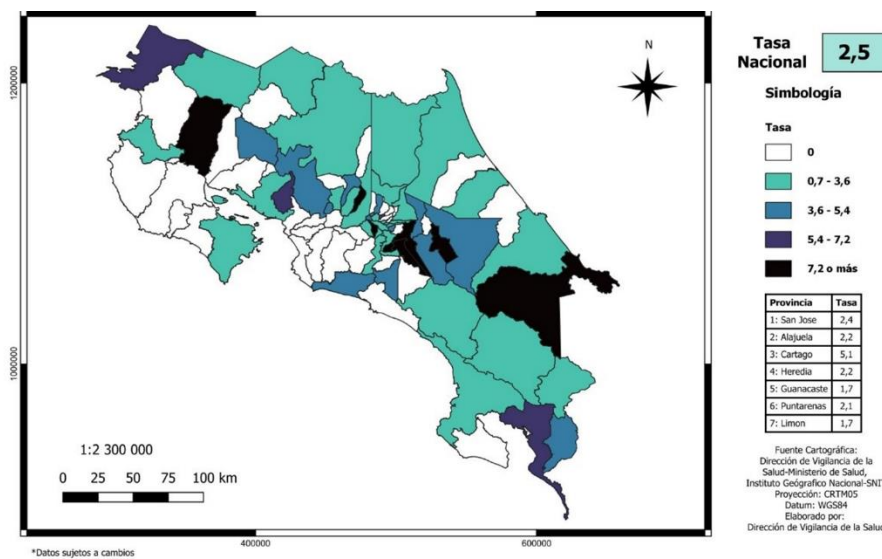 N
1200000
1000000
1:2 300 000
0 25 50 75 100 km
400000
600000
*Datos sujetos a cambios
Tasa
Nacional
2,5
Simbología
Tasa
0
0,7 - 3,6
3,6 - 5,4
5,4 - 7,2
7,2 o más
Provincia Tasa
1: San Jose 2,4
2: Alajuela 2,2
3: Cartago 5,1
4: Heredia 2,2
5: Guanacaste 1,7
6: Puntarenas 2,1
7: Limon 1,7
Fuente Cartográfica:
Dirección de Vigilancia de la
Salud-Ministerio de Salud,
Instituto Geógrafico Nacional-SNIT
Proyección: CRTM05
Datum: WGS84
Elaborado por:
Dirección de Vigilancia de la Salud